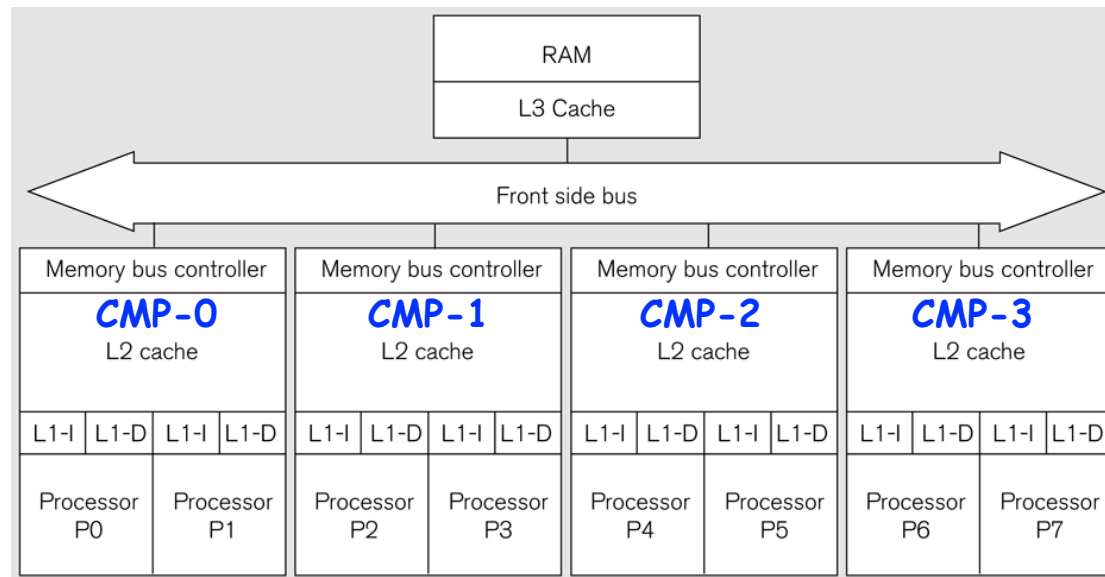 RAM
L3 Cache
Front side bus
Memory bus controller
Memory bus controller
Memory bus controller
Memory bus controller
CMP-0
CMP-1
CMP-2
CMP-3
L2 cache
L2 cache
L2 cache
L2 cache
L1-I L1-D L1-I L1-D
L1-I L1-D L1-I L1-D
L1-I L1-D L1-I L1-D
L1-I L1-D L1-I L1-D
Processor
P0
Processor
P1
Processor
P2
Processor
P3
Processor
P4
Processor
P5
Processor
P6
Processor
P7